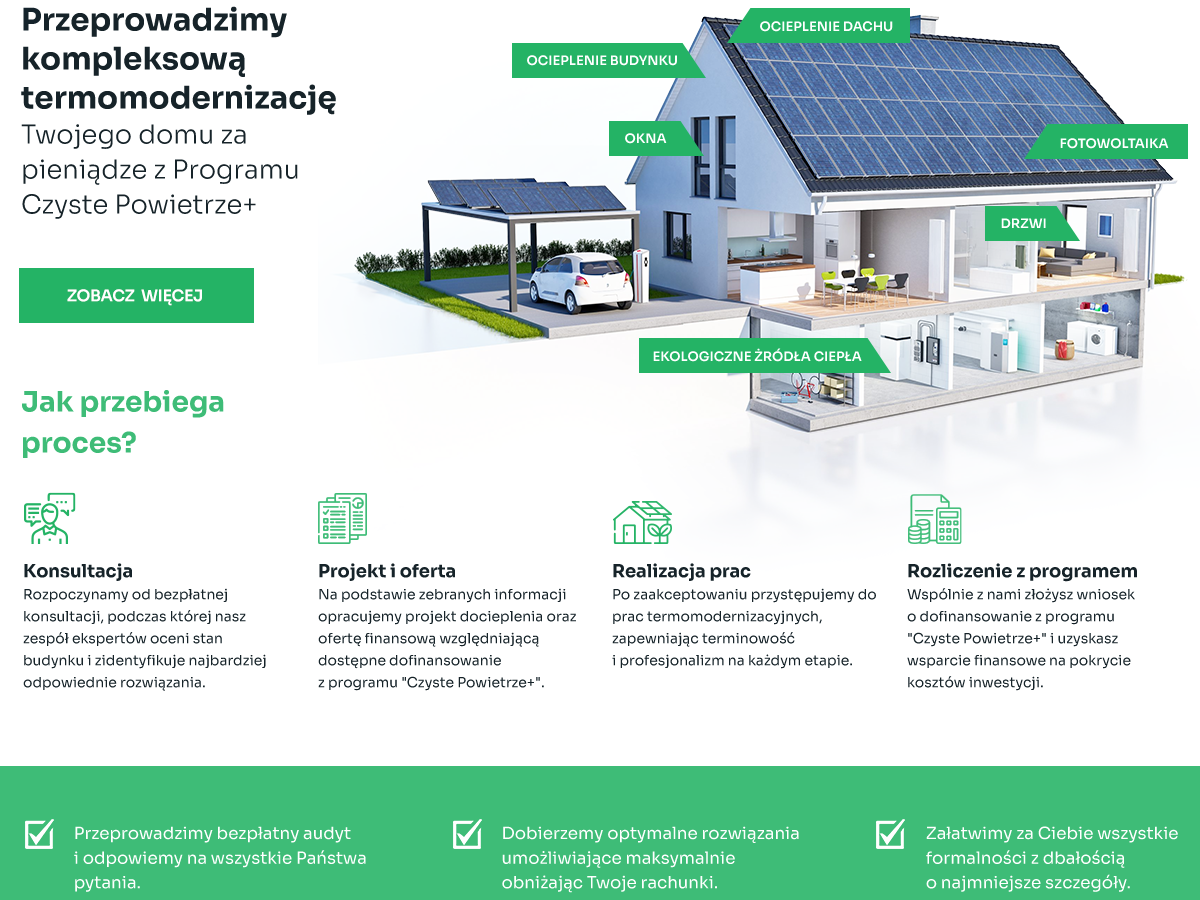 Przeprowadzimy
kompleksową
termomodernizację
Twojego domu za
pieniądze z Programu
Czyste Powietrze+
ZOBACZ WIĘCEJ
OCIEPLENIE DACHU
OCIEPLENIE BUDYNKU
OKNA
FOTOWOLTAIKA
DRZWI
EKOLOGICZNE ŹRÓDŁA CIEPŁA
Jak przebiega
proces?
Konsultacja
Rozpoczynamy od bezpłatnej
konsultacji, podczas której nasz
zespół ekspertów oceni stan
budynku i zidentyfikuje najbardziej
odpowiednie rozwiązania.
Projekt i oferta
Na podstawie zebranych informacji
opracujemy projekt docieplenia oraz
ofertę finansową względniającą
dostępne dofinansowanie
z programu "Czyste Powietrze+".
Realizacja prac
Po zaakceptowaniu przystępujemy do
prac termomodernizacyjnych,
zapewniając terminowość
i profesjonalizm na każdym etapie.
Rozliczenie z programem
Wspólnie z nami złożysz wniosek
o dofinansowanie z programu
"Czyste Powietrze+" i uzyskasz
wsparcie finansowe na pokrycie
kosztów inwestycji.
Przeprowadzimy bezpłatny audyt
i odpowiemy na wszystkie Państwa
pytania.
Dobierzemy optymalne rozwiązania
umożliwiające maksymalnie
obniżając Twoje rachunki.
Załatwimy za Ciebie wszystkie
formalności z dbałością
o najmniejsze szczegóły.